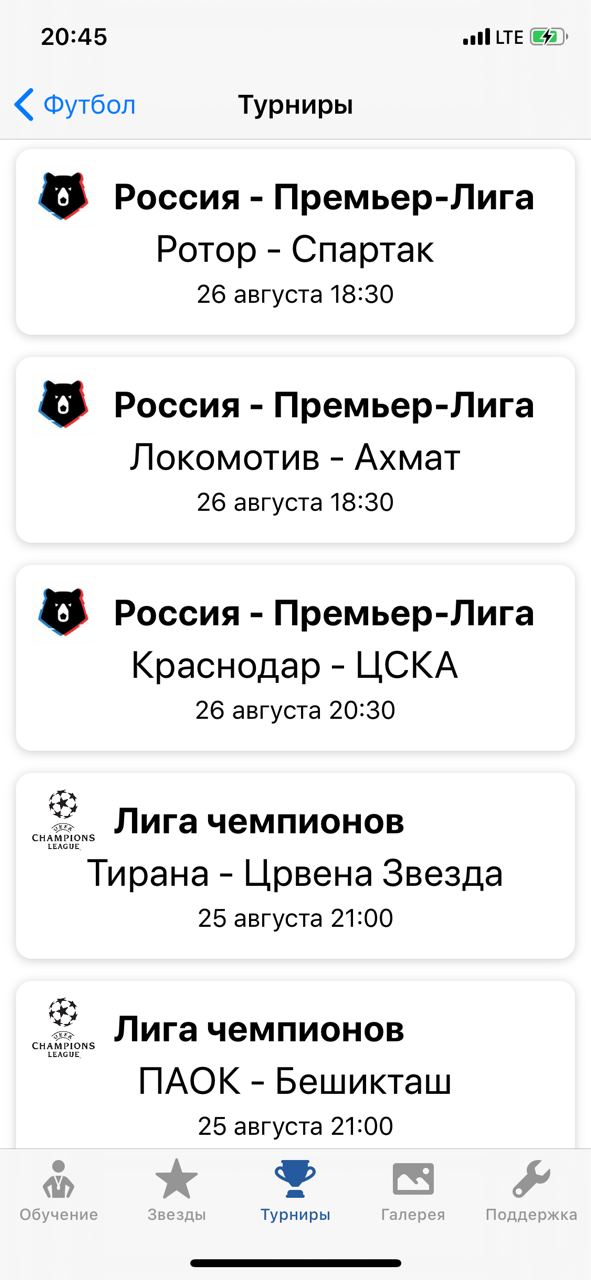 20:45
LTE
Футбол
Турниры
Россия - Премьер-Лига
Ротор - Спартак
26 августа 18:30
Россия - Премьер-Лига
Локомотив - Ахмат
26 августа 18:30
Россия - Премьер-Лига
Краснодар - ЦСКА
26 августа 20:30
Лига чемпионов
UEFA
CHAMPIONS
LEAGUE
Тирана - Црвена Звезда
25 августа 21:00
Лига чемпионов
UEFA
CHAMPIONS
LEAGUE
ПАОК - Бешикташ
25 августа 21:00
Обучение
Звезды
Турниры
Галерея
Поддержка